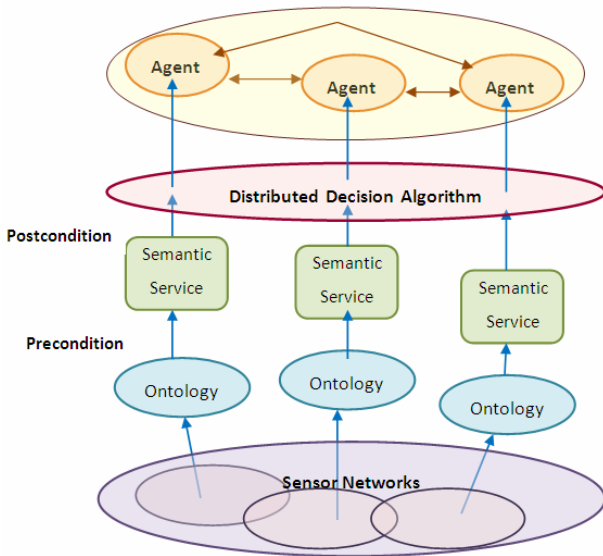 Agent
Agent
Agent
Distributed Decision Algorithm
Postcondition
Semantic
Service
Semantic
Service
Semantic
Service
Precondition
Ontology
Ontology
Ontology
Sensor Networks